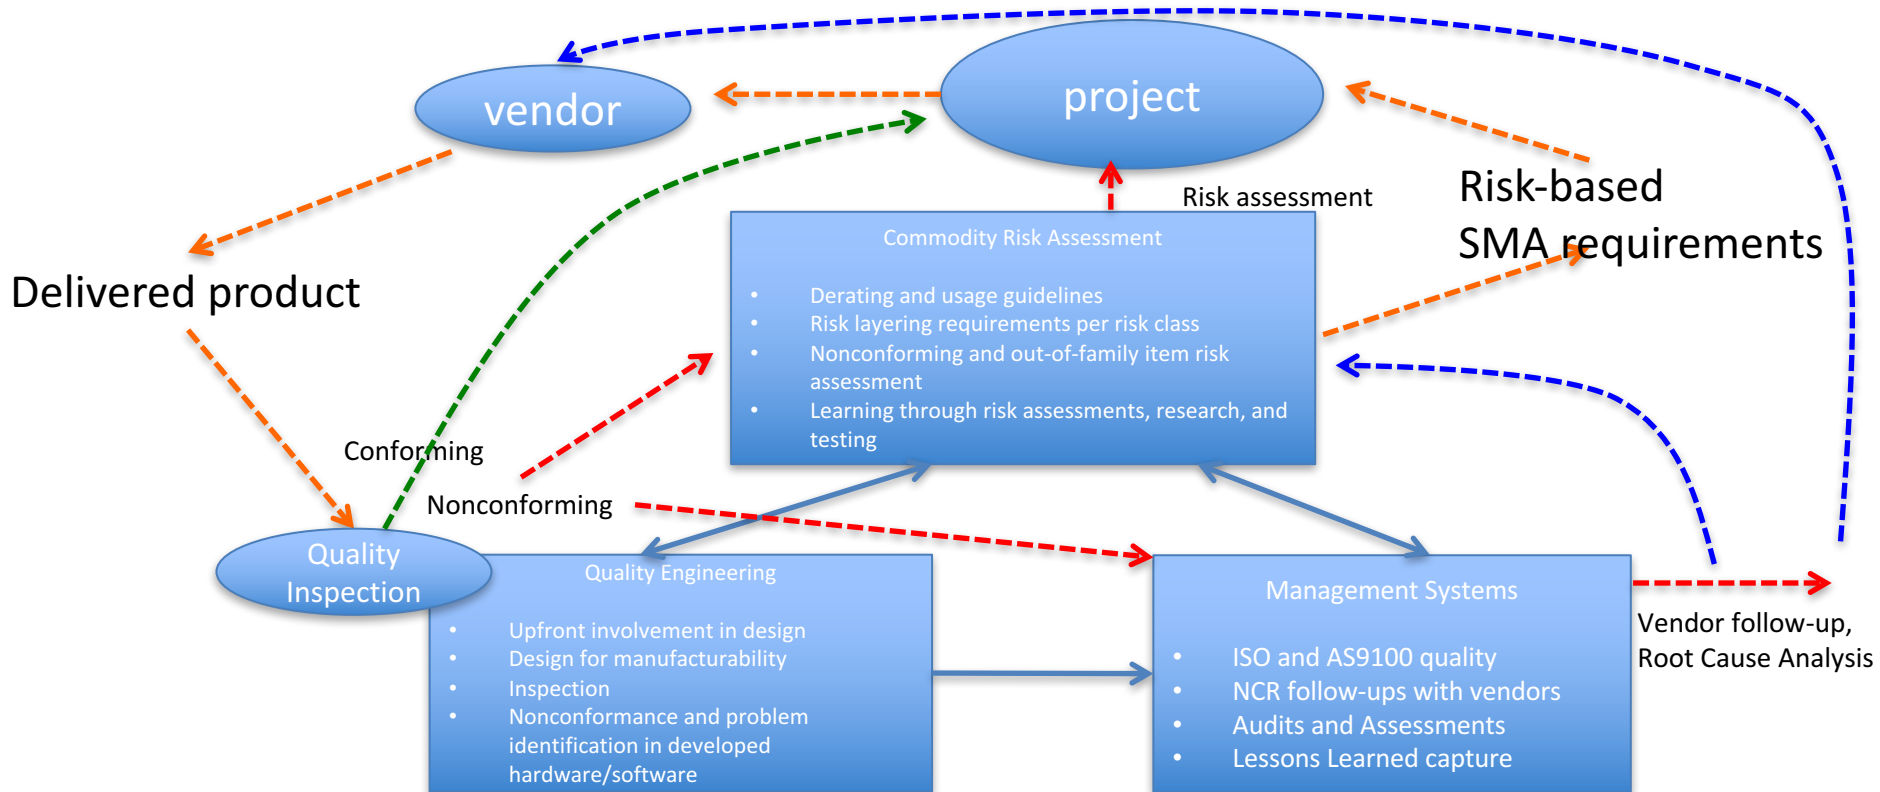 vendor
project
Risk assessment
Risk-based
SMA requirements
Delivered product
Commodity Risk Assessment
• Derating and usage guidelines
• Risk layering requirements per risk class
• Nonconforming and out-of-family item risk
assessment
• Learning through risk assessments, research, and
testing
Conforming
Nonconforming
Quality
Inspection
Quality Engineering
• Upfront involvement in design
• Design for manufacturability
• Inspection
• Nonconformance and problem
identification in developed
hardware/software
Management Systems
• ISO and AS9100 quality
• NCR follow-ups with vendors
• Audits and Assessments
• Lessons Learned capture
Vendor follow-up,
Root Cause Analysis